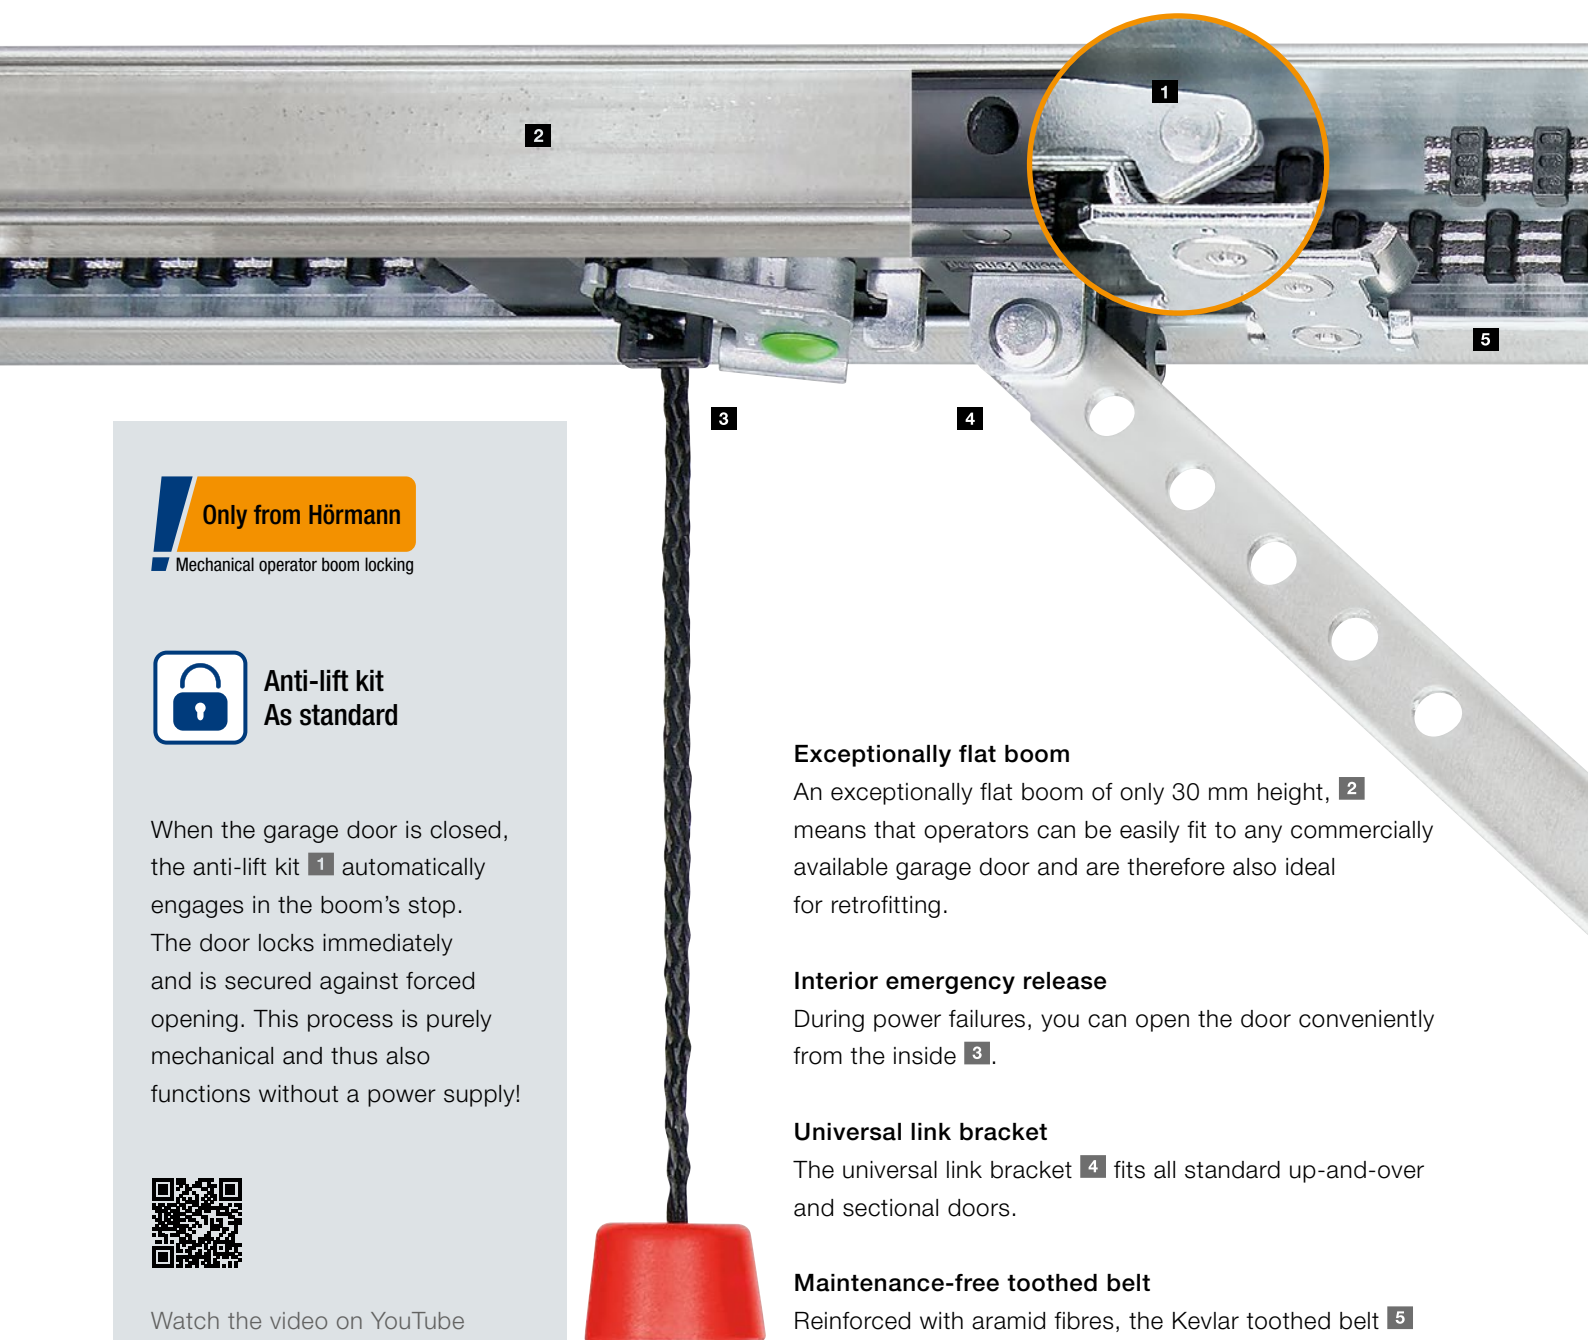 1
2
3
4
5
Only from Hörmann
Mechanical operator boom locking
Anti-lift kit
As standard
When the garage door is closed,
the anti-lift kit 1 automatically
engages in the boom’s stop.
The door locks immediately
and is secured against forced
opening. This process is purely
mechanical and thus also
functions without a power supply!
Watch the video on YouTube
Exceptionally flat boom
An exceptionally flat boom of only 30 mm height, 2
means that operators can be easily fit to any commercially
available garage door and are therefore also ideal
for retrofitting.
Interior emergency release
During power failures, you can open the door conveniently
from the inside 3.
Universal link bracket
The universal link bracket 4 fits all standard up-and-over
and sectional doors.
Maintenance-free toothed belt
Reinforced with aramid fibres, the Kevlar toothed belt 5